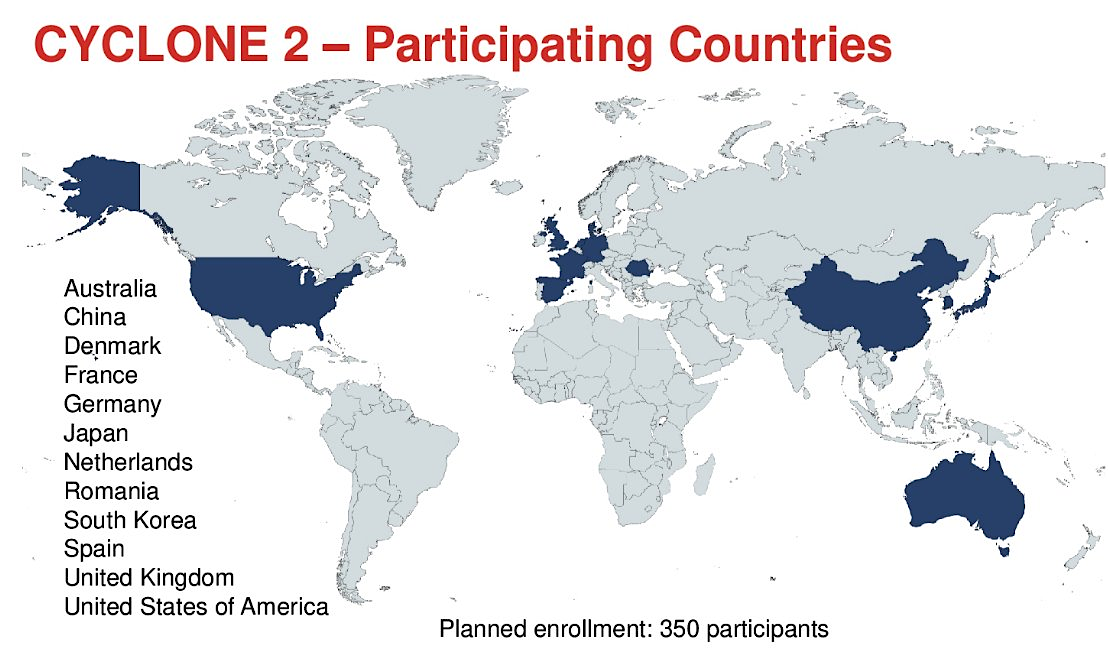 CYCLONE 2 – Participating Countries
Australia
China
Denmark
France
Germany
Japan
Netherlands
Romania
South Korea
Spain
United Kingdom
United States of America
Planned enrollment: 350 participants